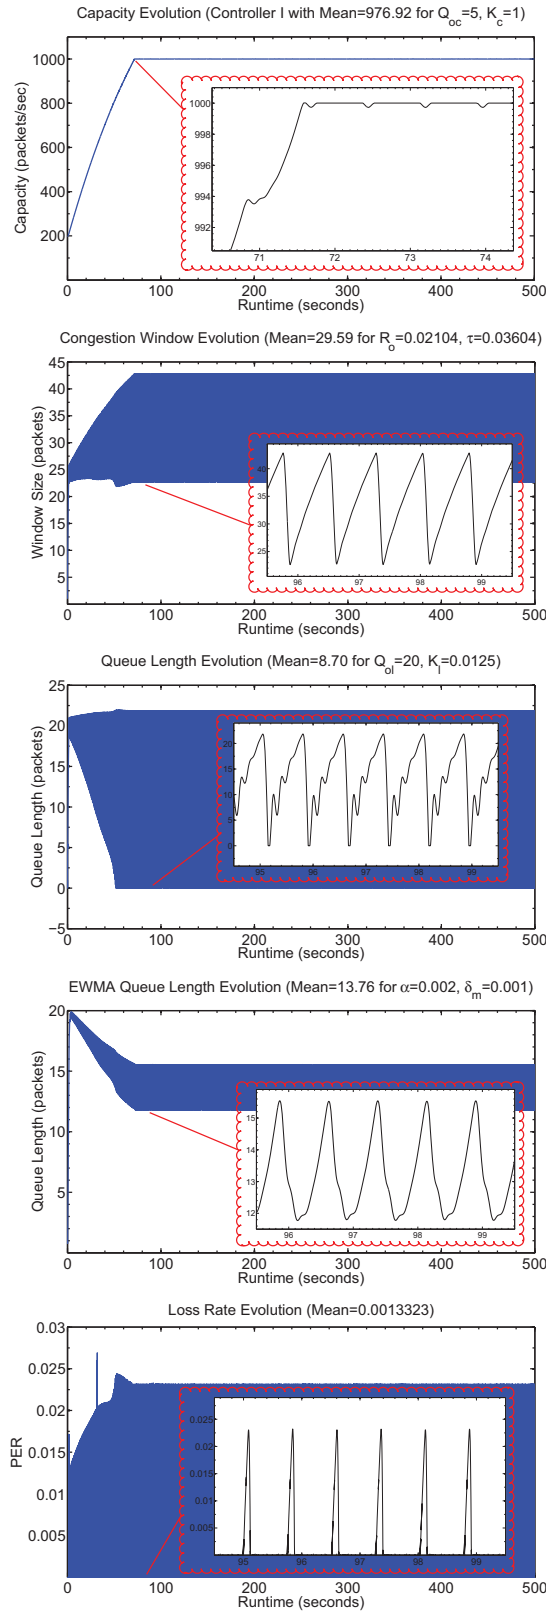 Capacity Evolution (Controller I with Mean=976.92 for Qoc=5, Kc=1)
Capacity (packets/sec)
1000
800
600
400
200
1000
998
996
994
992
71 72 73 74
0 100 200 300 400 500
Runtime (seconds)
Congestion Window Evolution (Mean=29.59 for Ro=0.02104, τ=0.03604)
Window Size (packets)
45
40
35
30
25
20
15
10
5
40
35
30
25
96 97 98 99
0 100 200 300 400 500
Runtime (seconds)
Queue Length Evolution (Mean=8.70 for Qol=20, Kl=0.0125)
Queue Length (packets)
25
20
15
10
5
0
−5
20
15
10
5
0
95 96 97 98 99
0 100 200 300 400 500
Runtime (seconds)
EWMA Queue Length Evolution (Mean=13.76 for α=0.002, δm=0.001)
Queue Length (packets)
20
15
10
5
15
14
13
12
96 97 98 99
0 100 200 300 400 500
Runtime (seconds)
Loss Rate Evolution (Mean=0.0013323)
PER
0.03
0.025
0.02
0.015
0.01
0.005
0.025
0.02
0.015
0.01
0.005
95 96 97 98 99
0 100 200 300 400 500
Runtime (seconds)